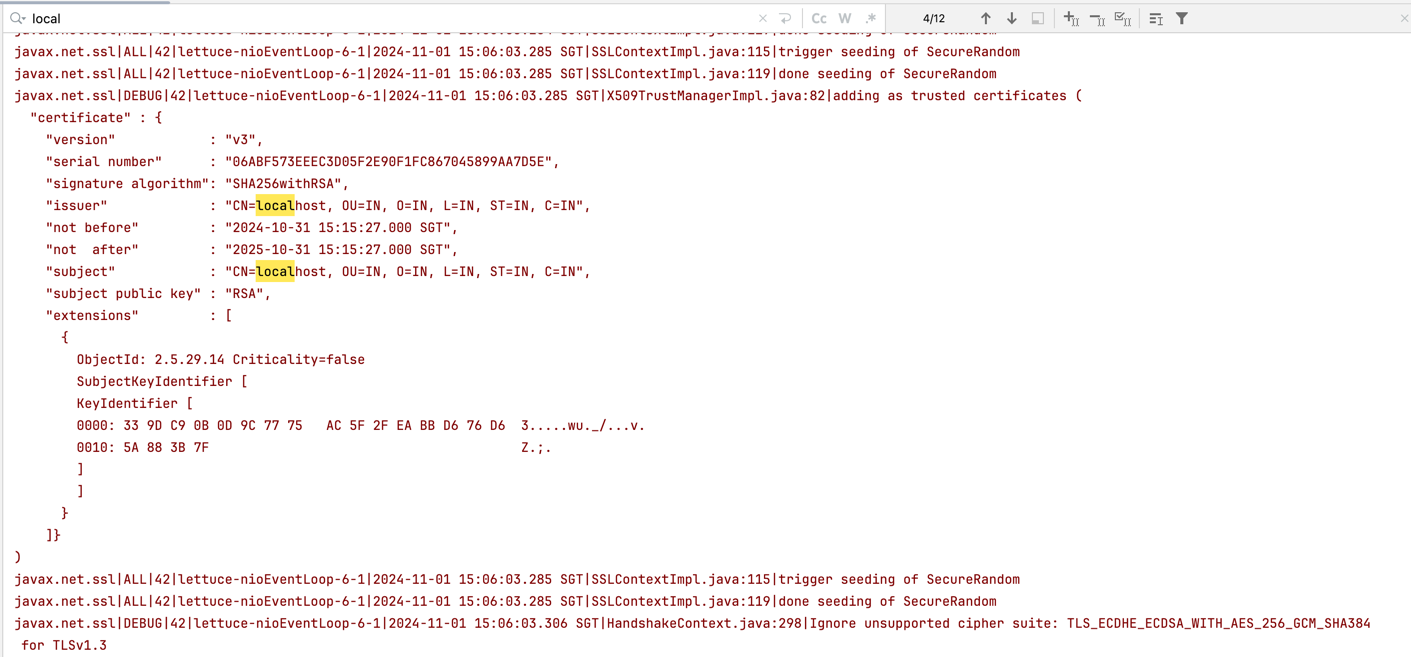 local
Cc W .*
4/12
javax.net.ssl|ALL|42|lettuce-nioEventLoop-6-1|2024-11-01 15:06:03.285 SGT|SSLContextImpl.java:115|trigger seeding of SecureRandom
javax.net.ssl|ALL|42|lettuce-nioEventLoop-6-1|2024-11-01 15:06:03.285 SGT|SSLContextImpl.java:119|done seeding of SecureRandom
javax.net.ssl|DEBUG|42|lettuce-nioEventLoop-6-1|2024-11-01 15:06:03.285 SGT|X509TrustManagerImpl.java:82|adding as trusted certificates (
  "certificate" : {
    "version"            : "v3",
    "serial number"      : "06ABF573EEEC3D05F2E90F1FC867045899AA7D5E",
    "signature algorithm": "SHA256withRSA",
    "issuer"             : "CN=localhost, OU=IN, O=IN, L=IN, ST=IN, C=IN",
    "not before"         : "2024-10-31 15:15:27.000 SGT",
    "not  after"         : "2025-10-31 15:15:27.000 SGT",
    "subject"            : "CN=localhost, OU=IN, O=IN, L=IN, ST=IN, C=IN",
    "subject public key" : "RSA",
    "extensions"         : [
      {
        ObjectId: 2.5.29.14 Criticality=false
        SubjectKeyIdentifier [
        KeyIdentifier [
        0000: 33 9D C9 0B 0D 9C 77 75   AC 5F 2F EA BB D6 76 D6  3.....wu._/...v.
        0010: 5A 88 3B 7F                                        Z.;.
        ]
        ]
      }
    ]}
)
javax.net.ssl|ALL|42|lettuce-nioEventLoop-6-1|2024-11-01 15:06:03.285 SGT|SSLContextImpl.java:115|trigger seeding of SecureRandom
javax.net.ssl|ALL|42|lettuce-nioEventLoop-6-1|2024-11-01 15:06:03.285 SGT|SSLContextImpl.java:119|done seeding of SecureRandom
javax.net.ssl|DEBUG|42|lettuce-nioEventLoop-6-1|2024-11-01 15:06:03.306 SGT|HandshakeContext.java:298|Ignore unsupported cipher suite: TLS_ECDHE_ECDSA_WITH_AES_256_GCM_SHA384
 for TLSv1.3